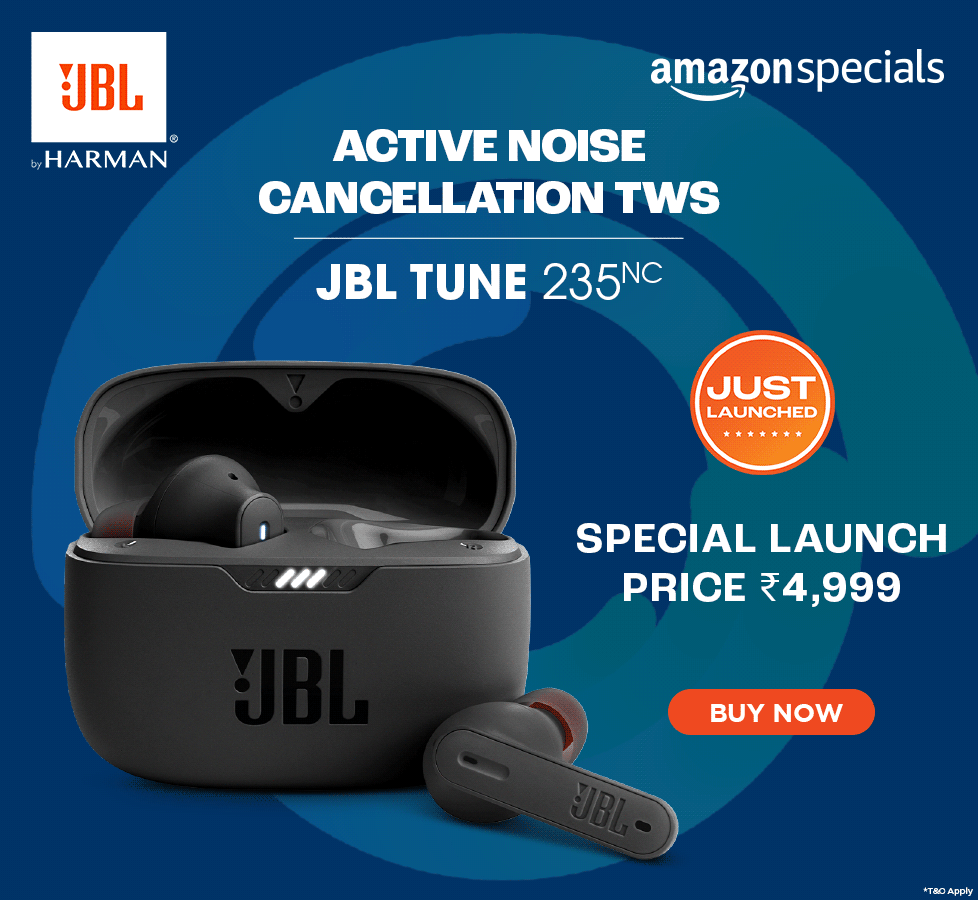 JBL
by HARMAN®
amazonspecials
ACTIVE NOISE
CANCELLATION TWS
JBL TUNE 235NC
JUST
LAUNCHED
SPECIAL LAUNCH
PRICE ₹4,999
BUY NOW
JBL
JBL
*T&O Apply